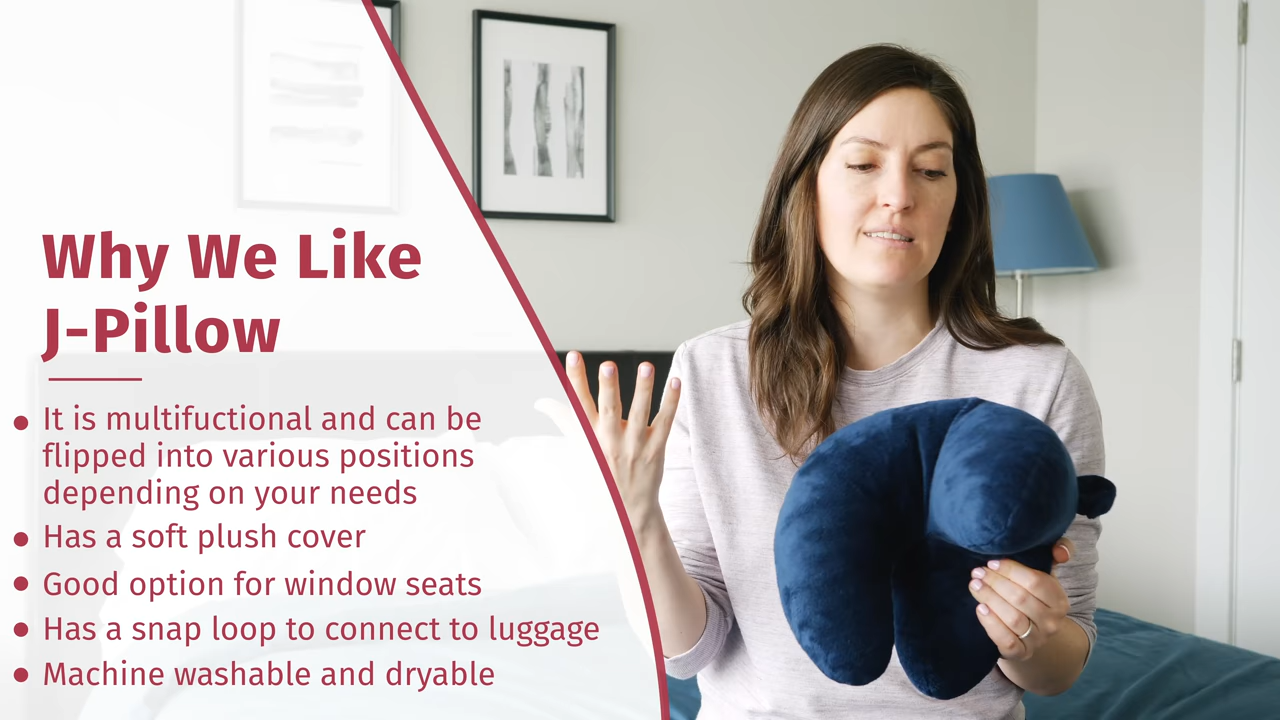 Why We Like
J-Pillow
• It is multifuctional and can be
flipped into various positions
depending on your needs
• Has a soft plush cover
• Good option for window seats
• Has a snap loop to connect to luggage
• Machine washable and dryable